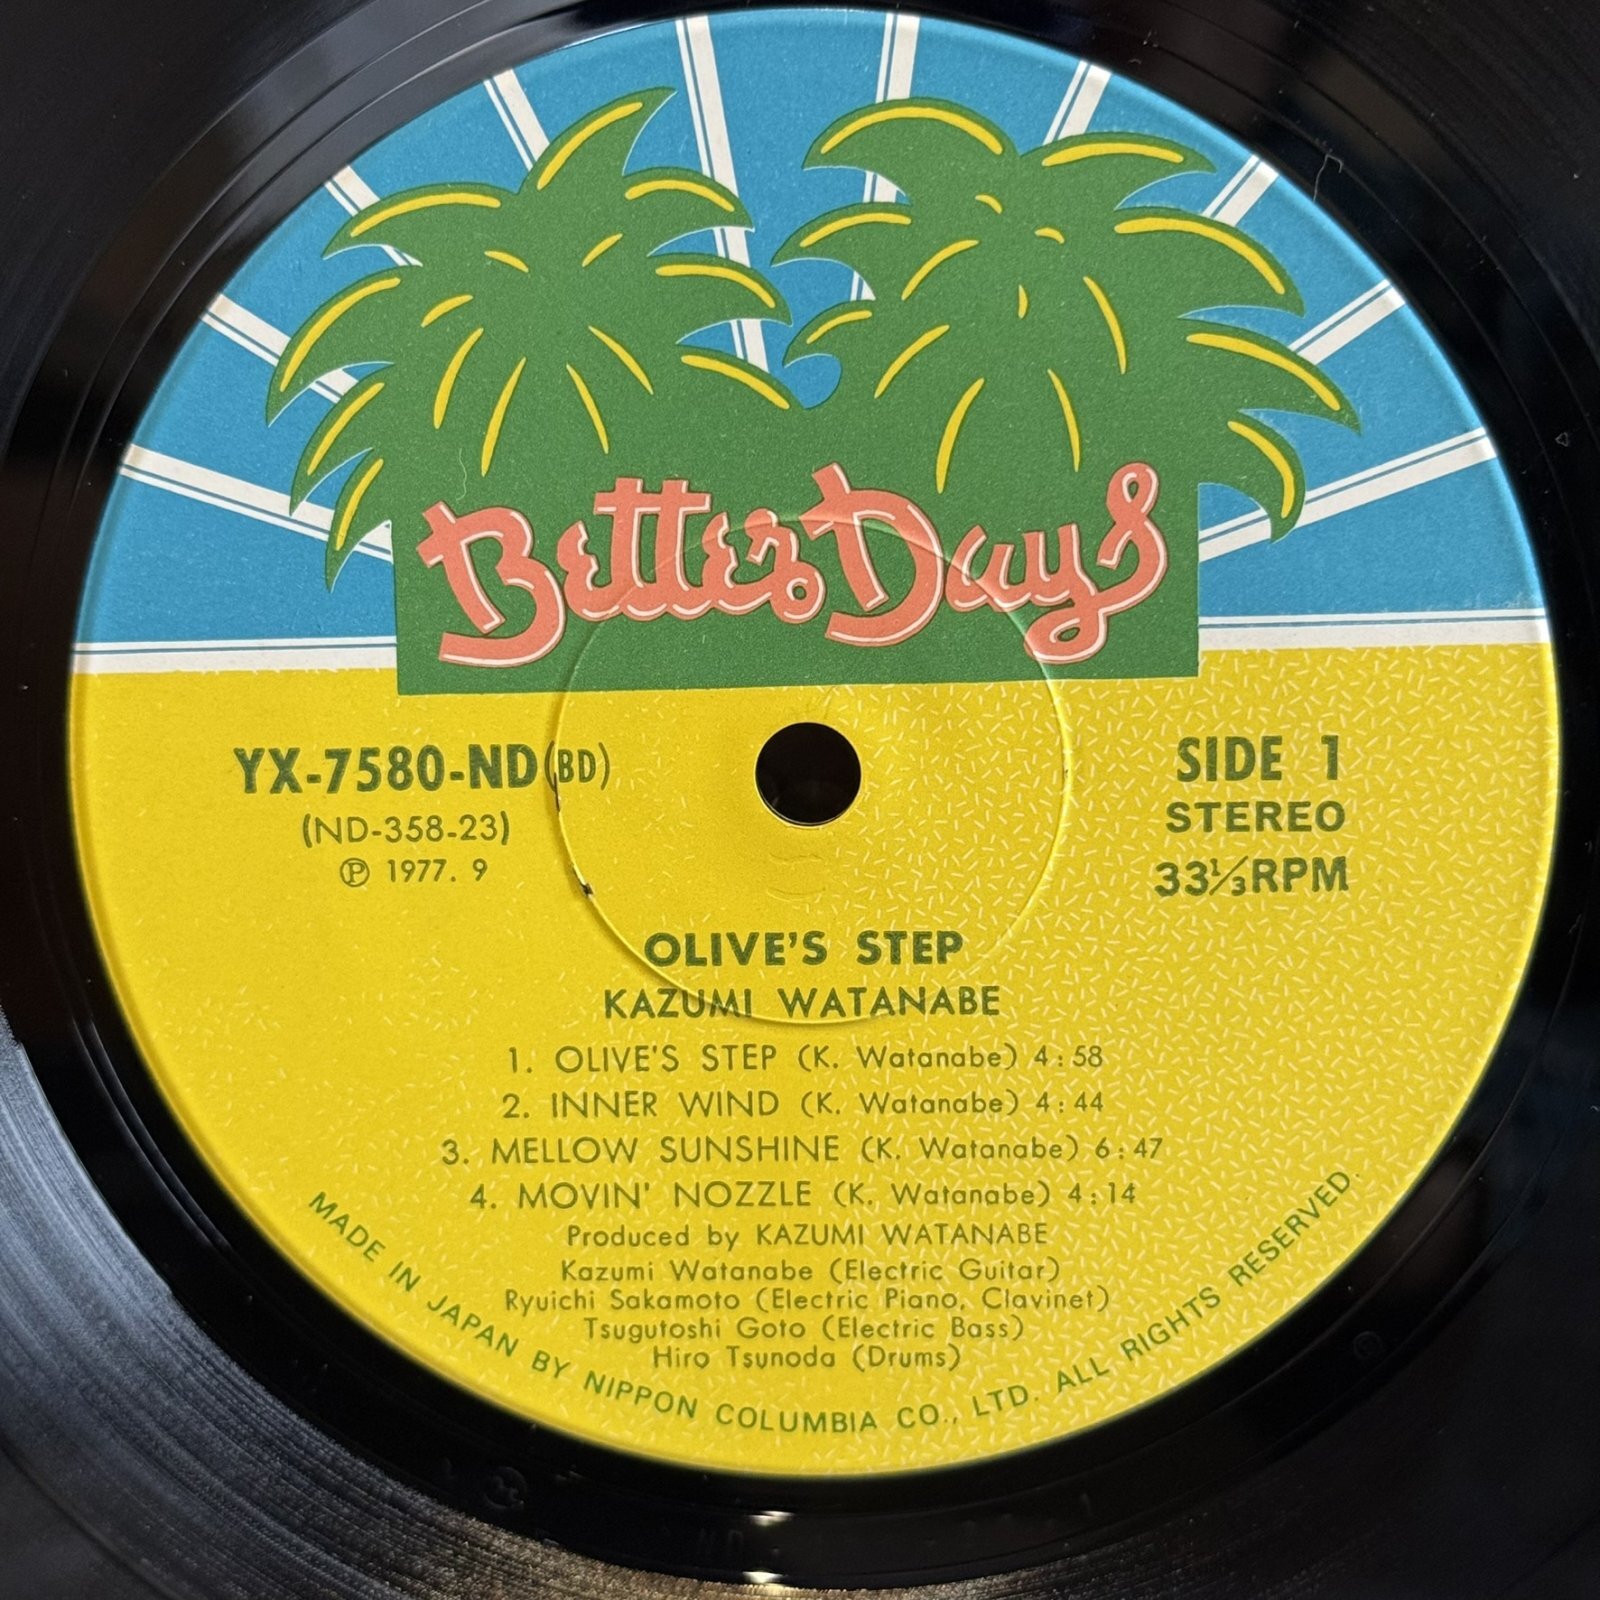 Better Days
YX-7580-ND(BD)
(ND-358-23)
℗ 1977. 9
SIDE 1
STEREO
33⅓RPM
OLIVE'S STEP
KAZUMI WATANABE
1. OLIVE'S STEP (K. Watanabe) 4:58
2. INNER WIND (K. Watanabe) 4:44
3. MELLOW SUNSHINE (K. Watanabe) 6:47
4. MOVIN' NOZZLE (K. Watanabe) 4:14
Produced by KAZUMI WATANABE
Kazumi Watanabe (Electric Guitar)
Ryuichi Sakamoto (Electric Piano, Clavinet)
Tsugutoshi Goto (Electric Bass)
Hiro Tsunoda (Drums)
MADE IN JAPAN BY NIPPON COLUMBIA CO., LTD. ALL RIGHTS RESERVED.